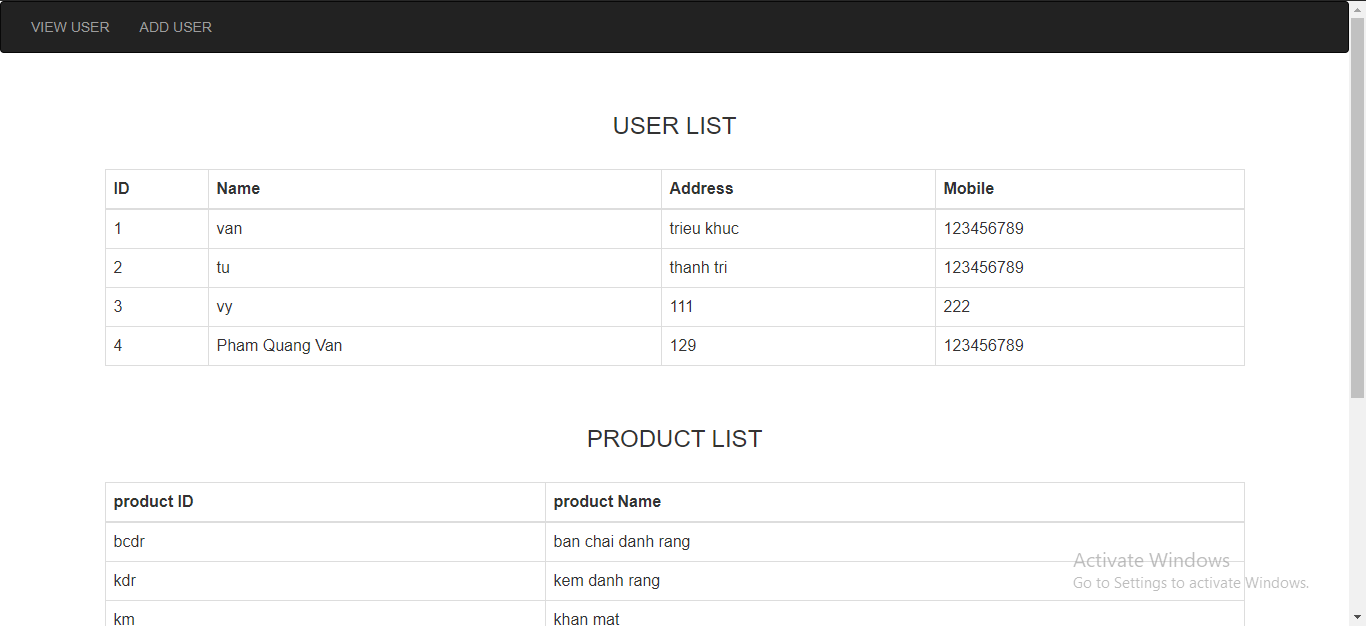 VIEW USER ADD USER
USER LIST
ID Name Address Mobile
1 van trieu khuc 123456789
2 tu thanh tri 123456789
3 vy 111 222
4 Pham Quang Van 129 123456789
PRODUCT LIST
product ID product Name
bcdr ban chai danh rang
kdr kem danh rang
km khan mat
Activate Windows
Go to Settings to activate Windows.